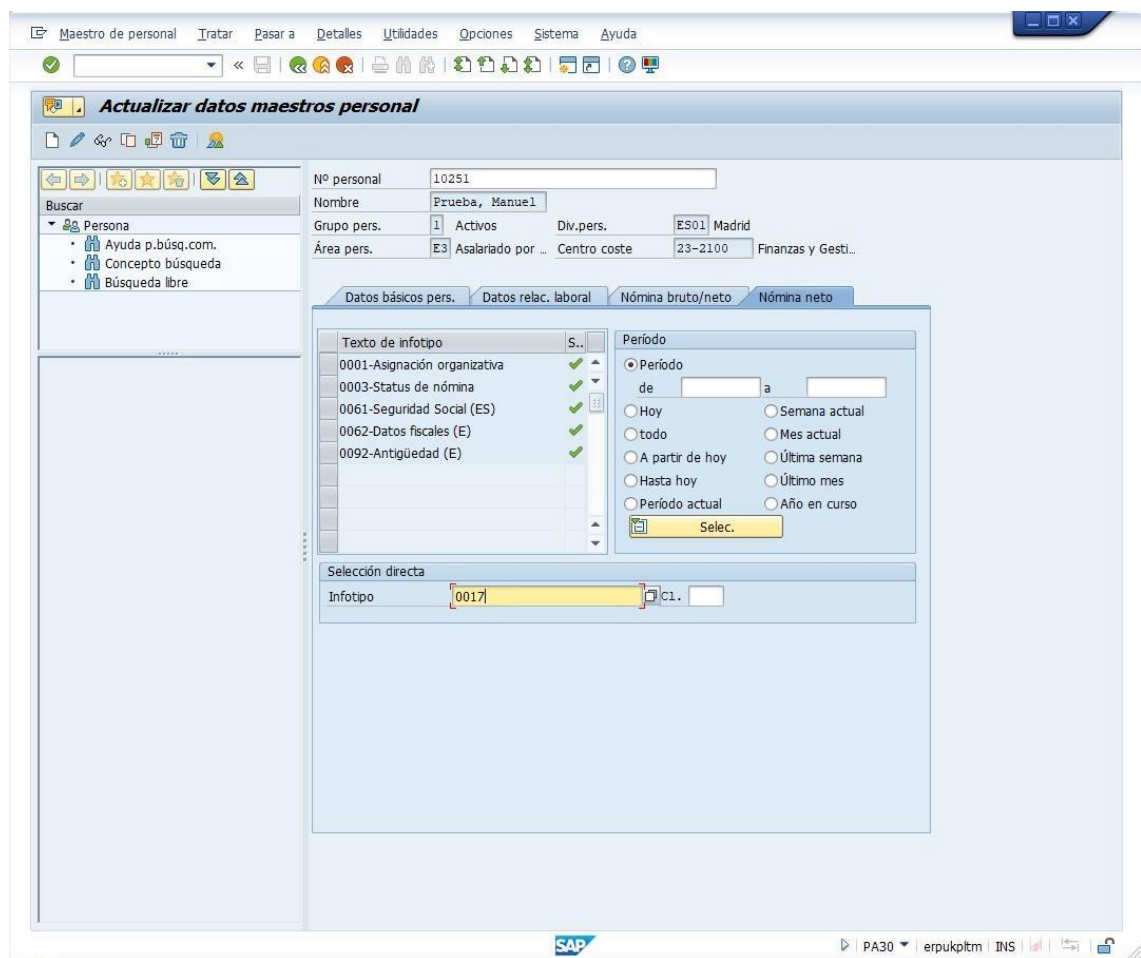 Maestro de personal Tratar Pasar a Detalles Utilidades Opciones Sistema Ayuda
Actualizar datos maestros personal
Buscar
Persona
Ayuda p.búsq.com.
Concepto búsqueda
Búsqueda libre
Nº personal 10251
Nombre Prueba, Manuel
Grupo pers. 1 Activos Div.pers. ES01 Madrid
Área pers. E3 Asalariado por ... Centro coste 23-2100 Finanzas y Gesti...
Datos básicos pers. Datos relac. laboral Nómina bruto/neto Nómina neto
Texto de infotipo S..
0001-Asignación organizativa
0003-Status de nómina
0061-Seguridad Social (ES)
0062-Datos fiscales (E)
0092-Antigüedad (E)
Período
Período
de a
Hoy Semana actual
todo Mes actual
A partir de hoy Última semana
Hasta hoy Último mes
Período actual Año en curso
Selec.
Selección directa
Infotipo 0017 Cl.
SAP PA30 erpukpltm INS